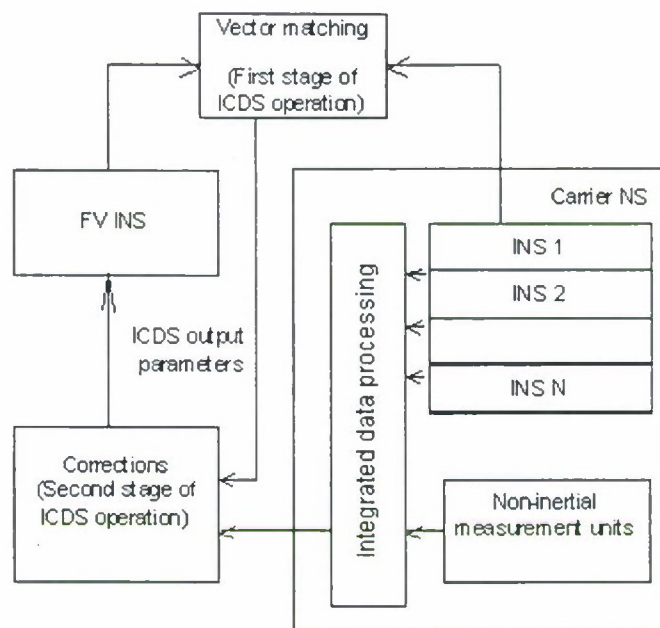 Vector matching
(First stage of
ICDS operation)
FV INS
Carrier NS
INS 1
INS 2
INS N
Integrated data processing
ICDS output
parameters
Corrections
(Second stage of
ICDS operation)
Non-inertial
measurement units